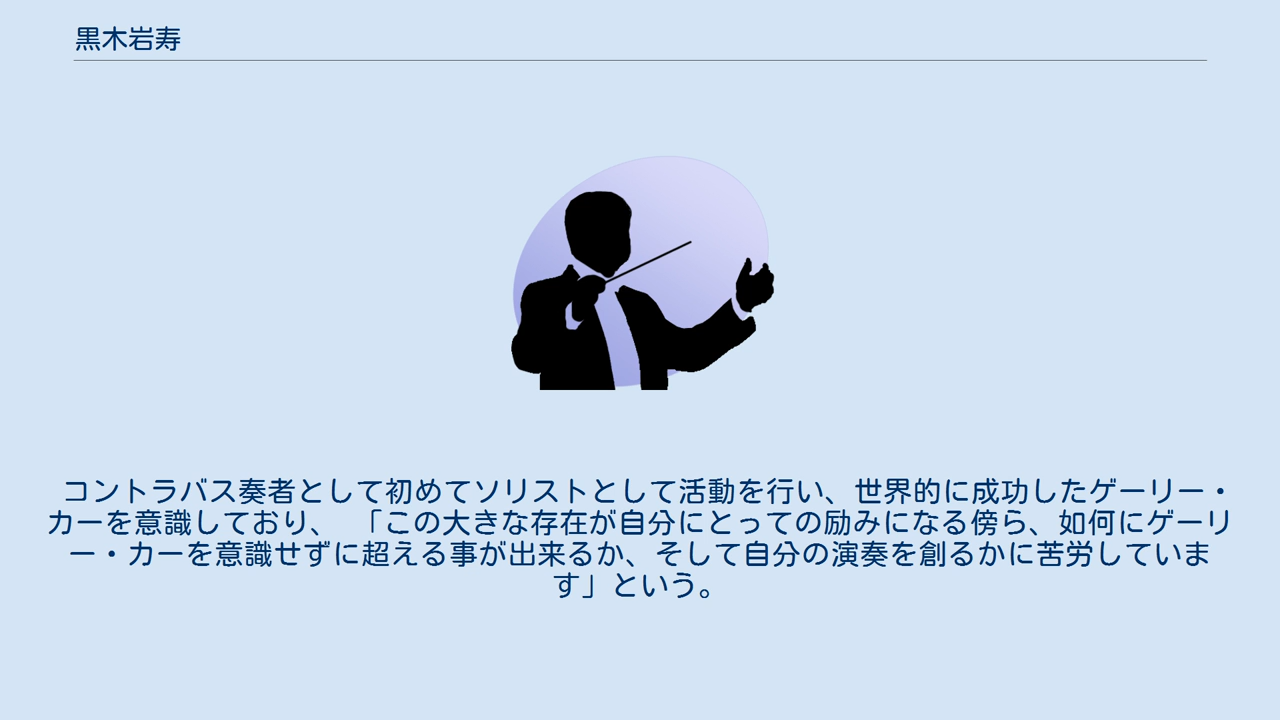 黒木岩寿
コントラバス奏者として初めてソリストとして活動を行い、世界的に成功したゲーリー・
カーを意識しており、　「この大きな存在が自分にとっての励みになる傍ら、如何にゲーリ
ー・カーを意識せずに超える事が出来るか、そして自分の演奏を創るかに苦労していま
す」という。